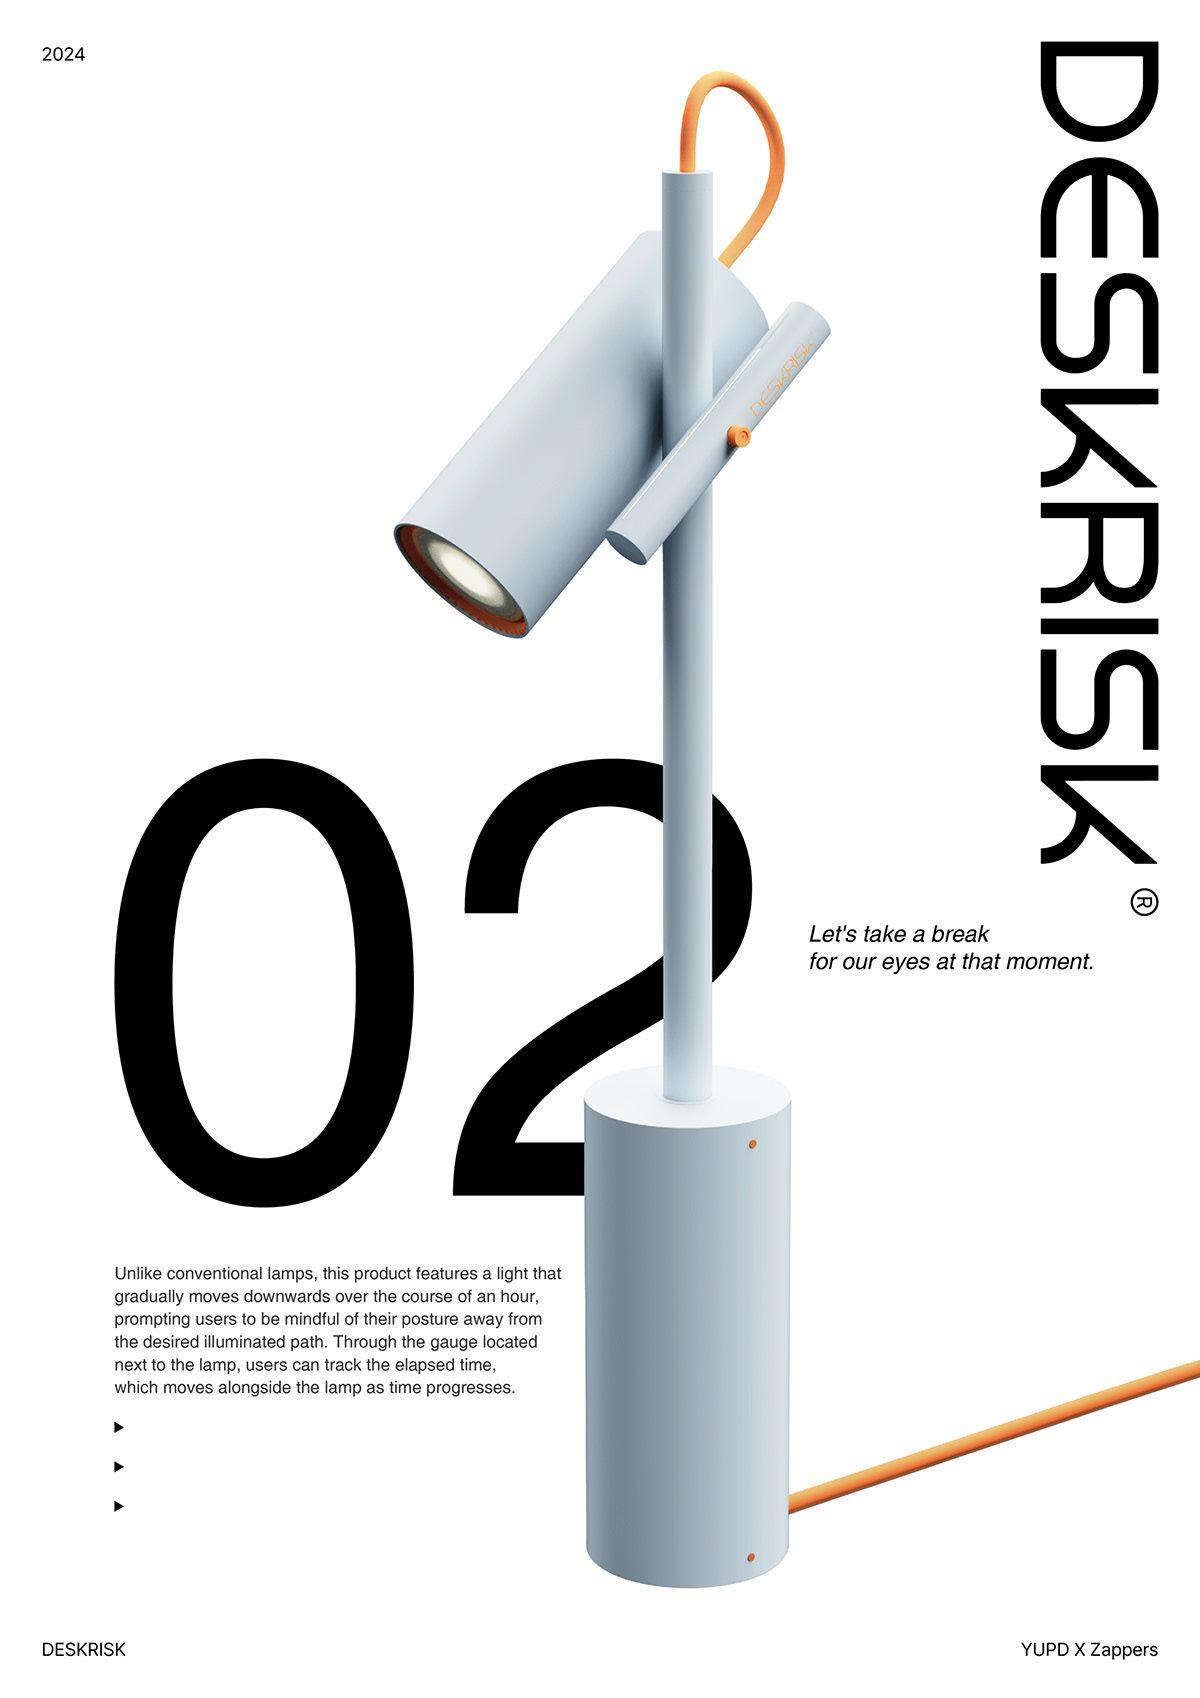 2024
DESKRISK®
DESKRISK
02
Let's take a break
for our eyes at that moment.
Unlike conventional lamps, this product features a light that
gradually moves downwards over the course of an hour,
prompting users to be mindful of their posture away from
the desired illuminated path. Through the gauge located
next to the lamp, users can track the elapsed time,
which moves alongside the lamp as time progresses.
DESKRISK
YUPD X Zappers